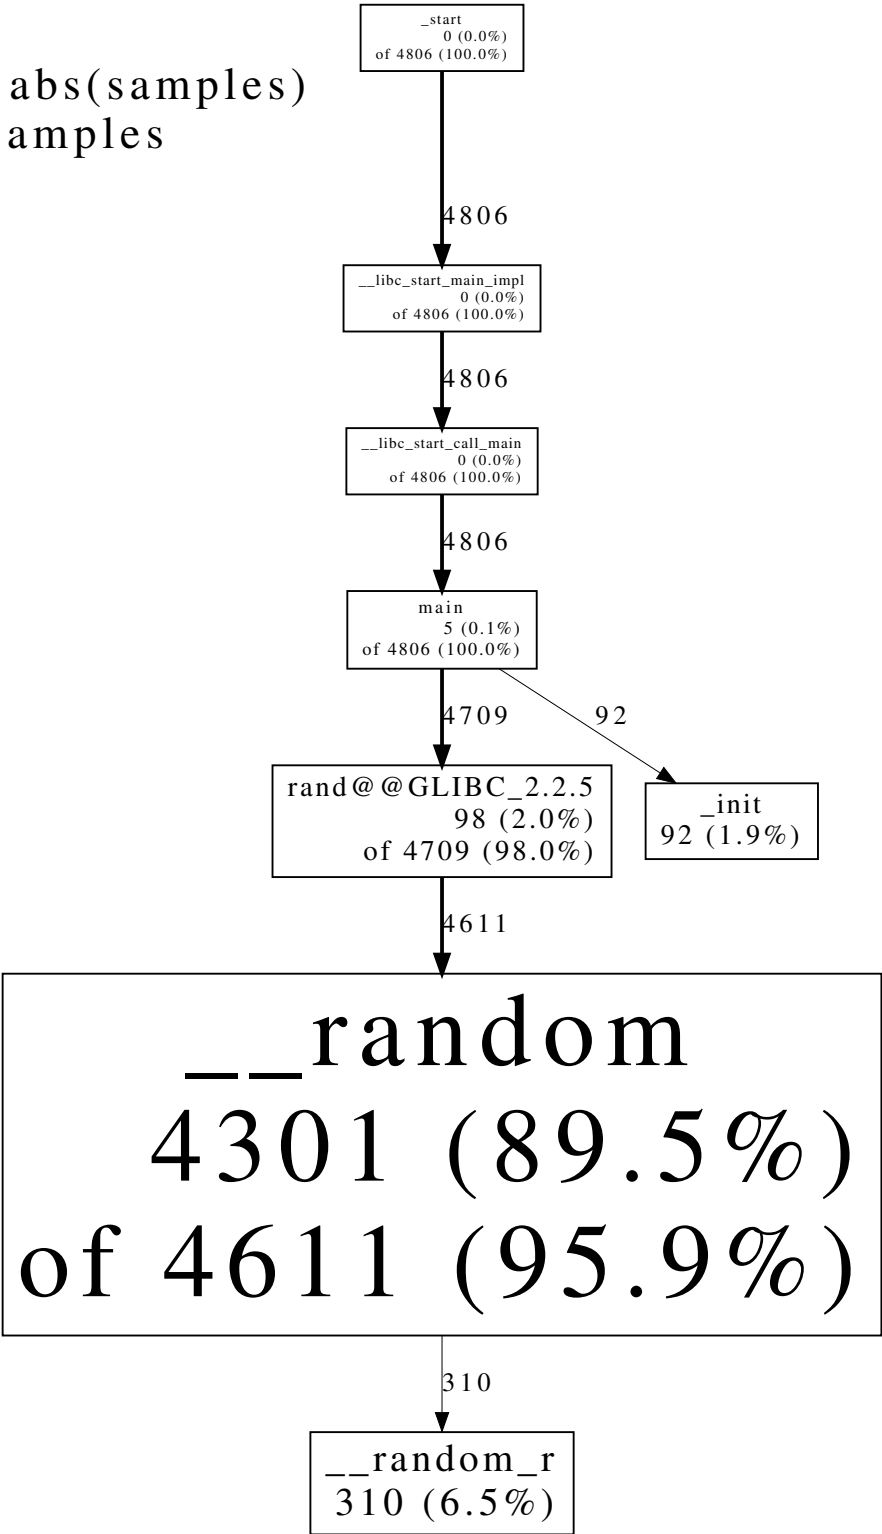 _start
0 (0.0%)
of 4806 (100.0%)
abs(samples)
amples
4806
__libc_start_main_impl
0 (0.0%)
of 4806 (100.0%)
4806
__libc_start_call_main
0 (0.0%)
of 4806 (100.0%)
4806
main
5 (0.1%)
of 4806 (100.0%)
4709
92
rand@@GLIBC_2.2.5
98 (2.0%)
of 4709 (98.0%)
_init
92 (1.9%)
4611
__random
4301 (89.5%)
of 4611 (95.9%)
310
__random_r
310 (6.5%)